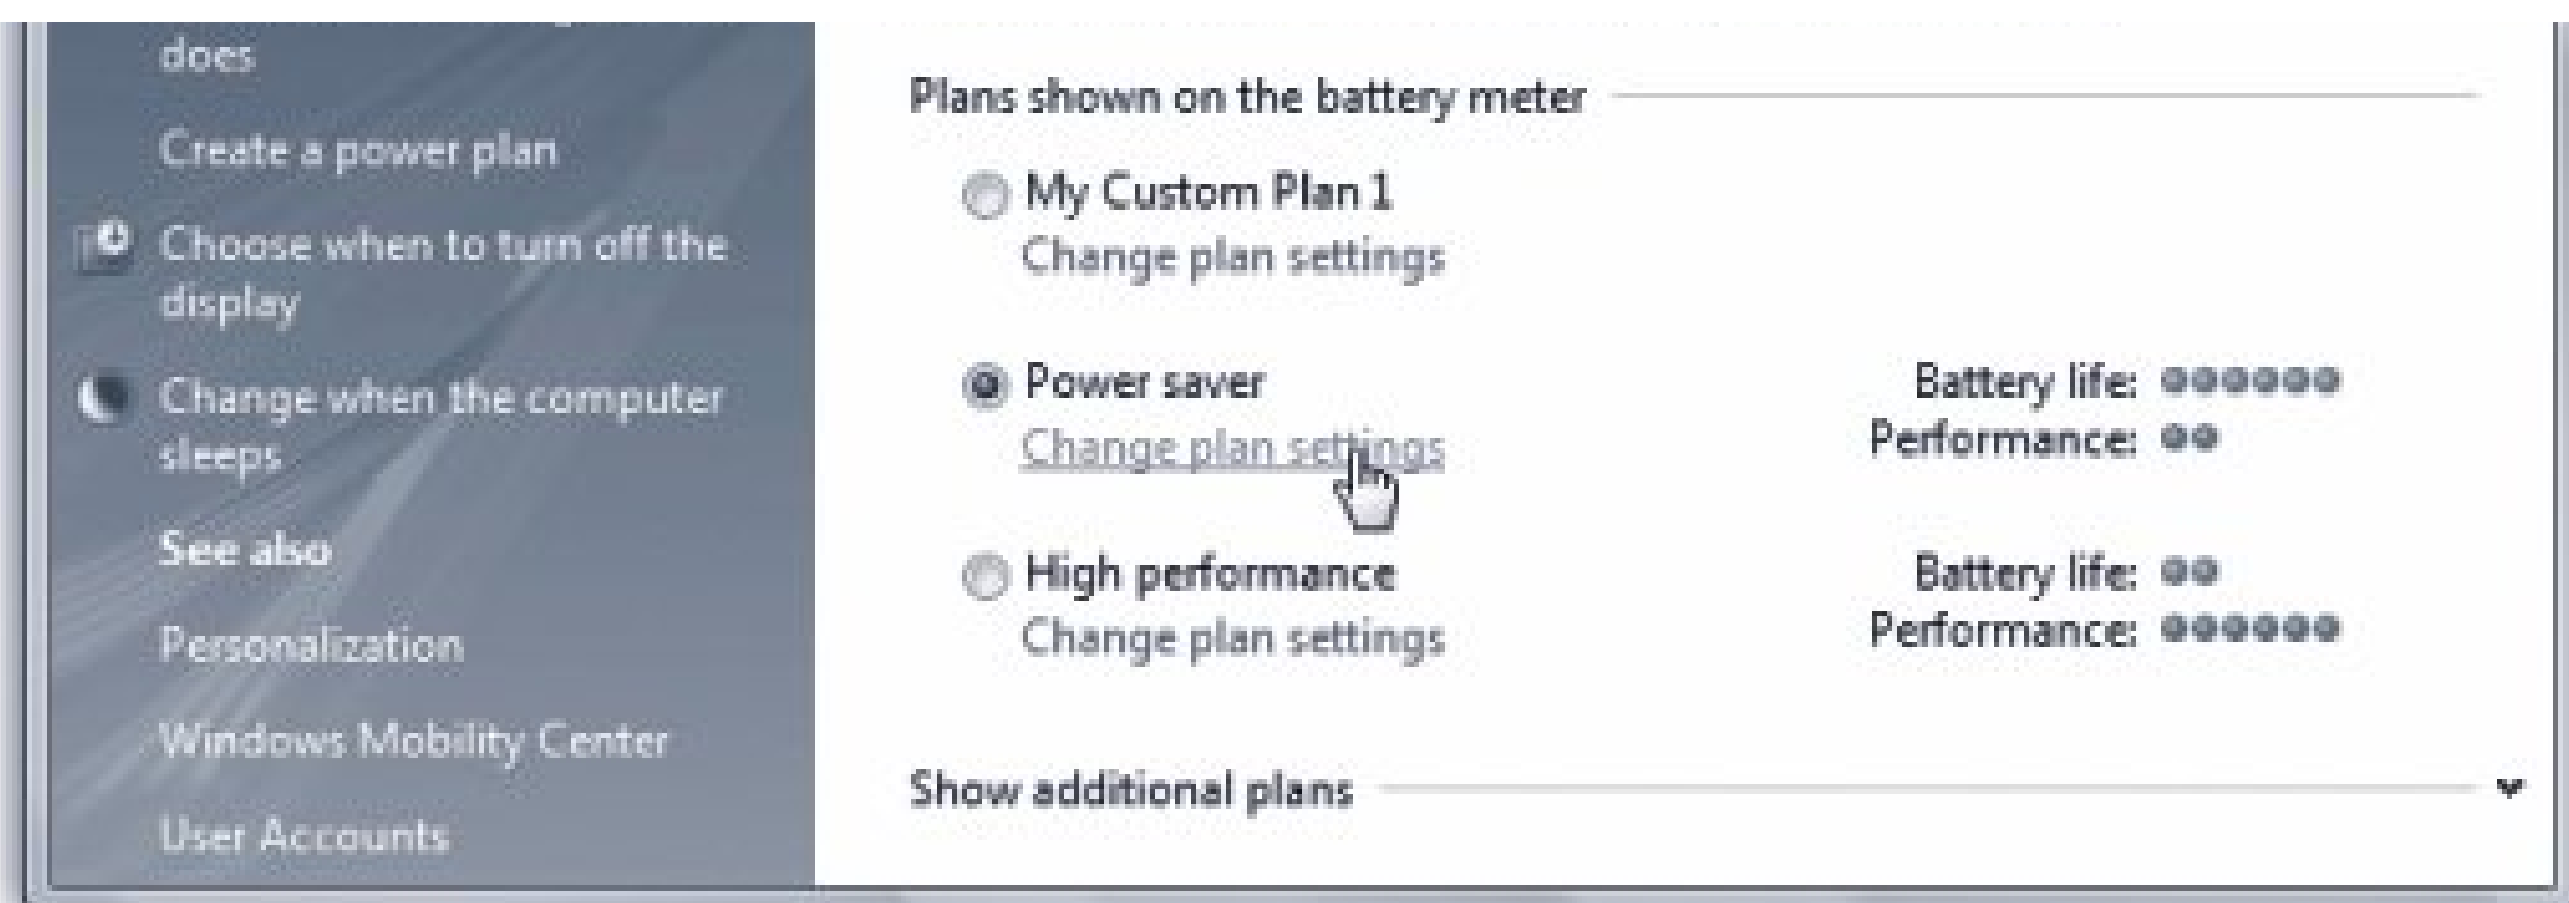 does
Create a power plan
Choose when to turn off the
display
Change when the computer
sleeps
See also
Personalization
Windows Mobility Center
User Accounts
Plans shown on the battery meter
My Custom Plan 1
Change plan settings
Power saver
Battery life:
Change plan settings
Performance:
High performance
Battery life:
Change plan settings
Performance:
Show additional plans